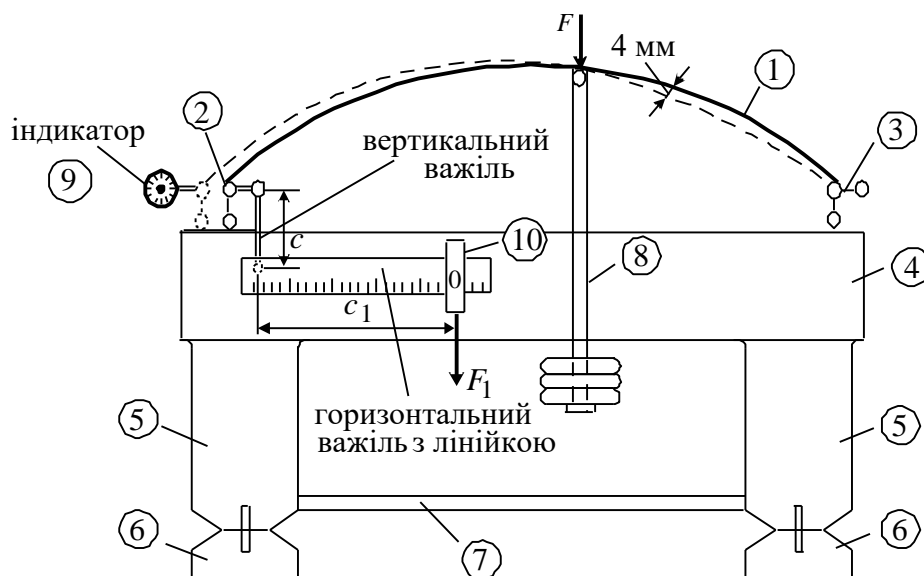 F
4 мм
1
2
3
індикатор
вертикальний
важіль
9
10
c
8
4
0
c1
F1
горизонтальний
важіль з лінійкою
5
5
6
7
6